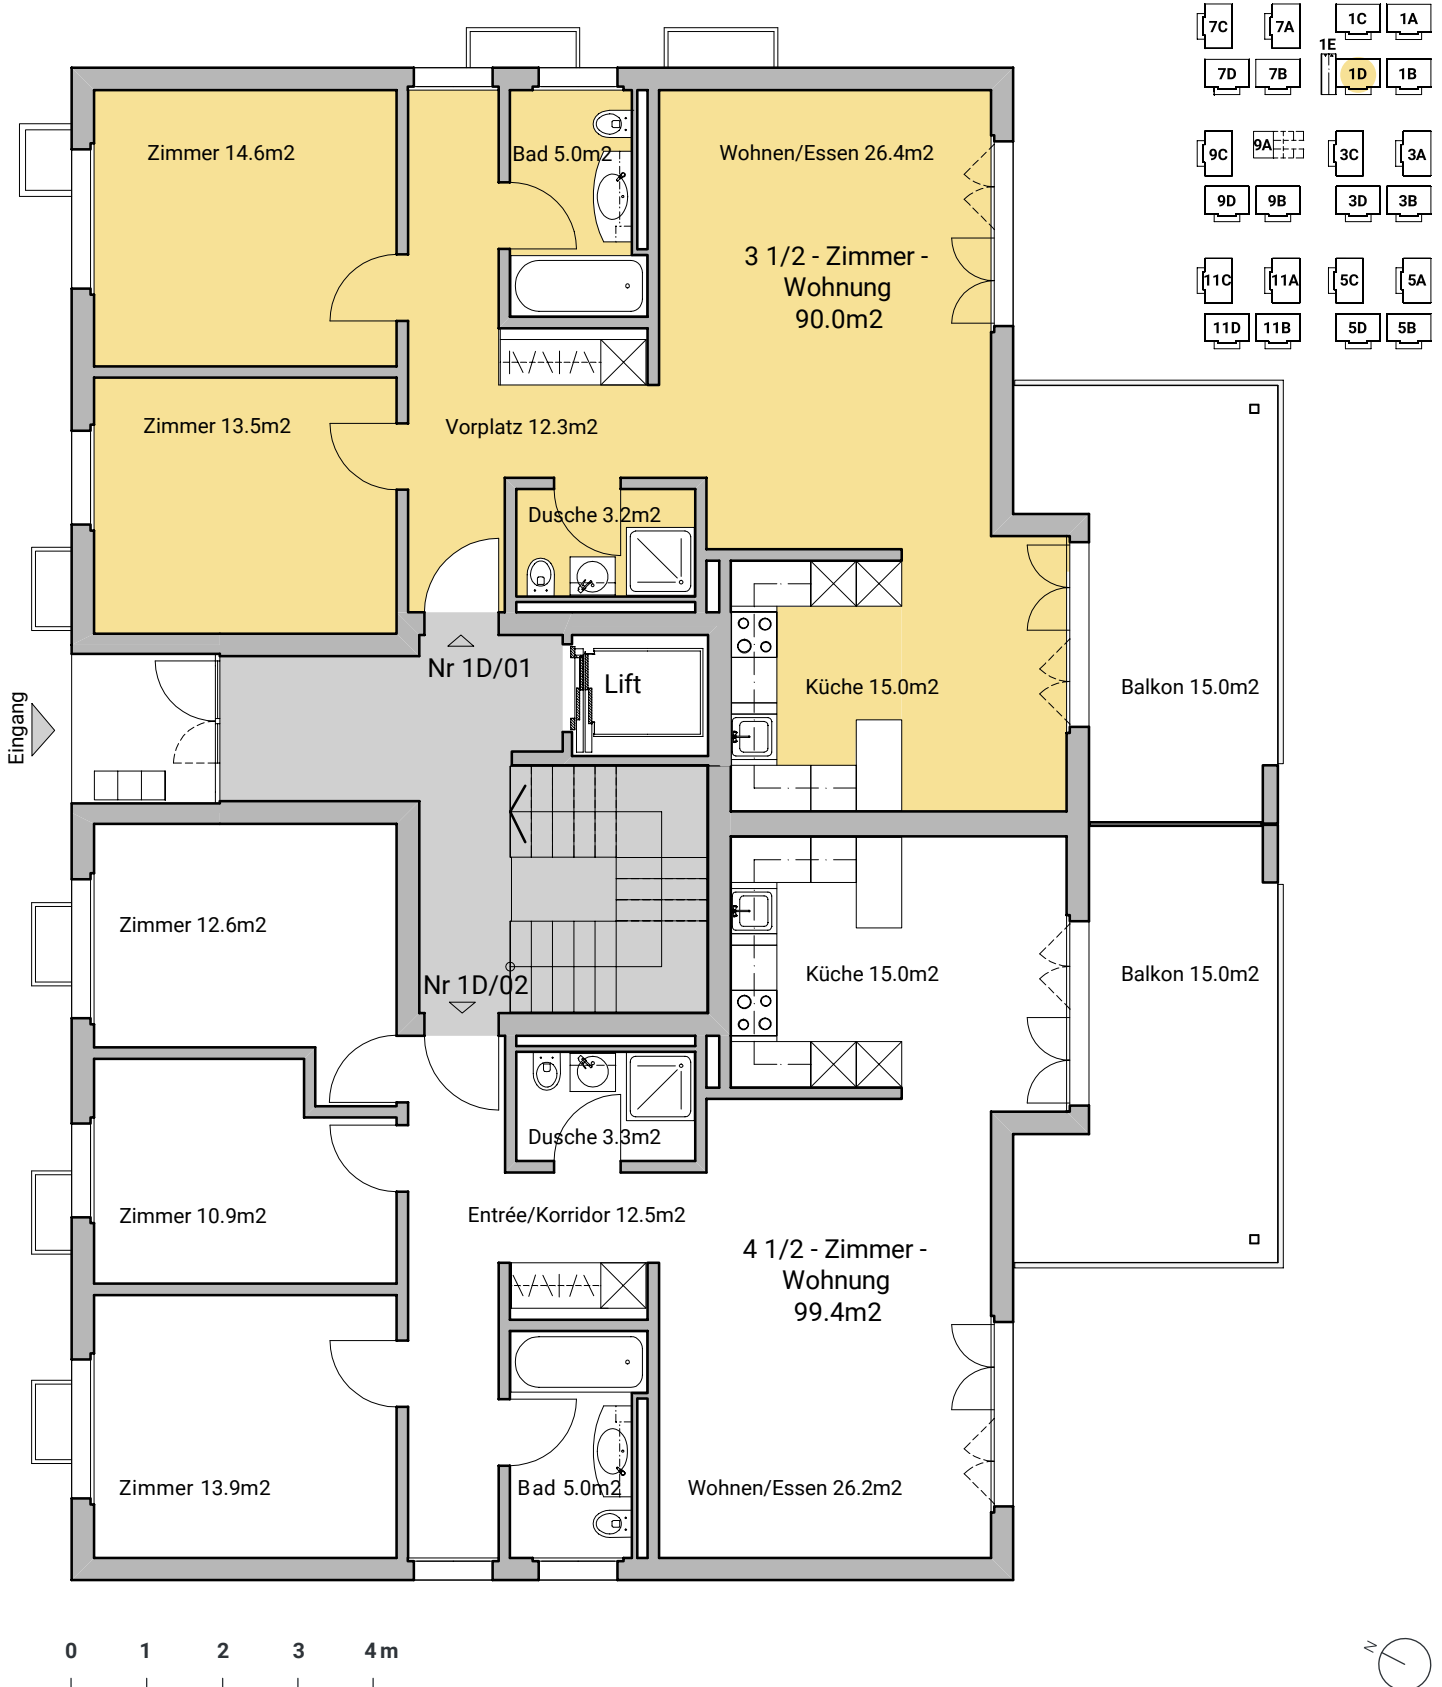 7C
7A
1C
1A
1E
7D
7B
1D
1B
9C
9A
3C
3A
9D
9B
3D
3B
11C
11A
5C
5A
11D
11B
5D
5B
Zimmer 14.6m2
Bad 5.0m2
Wohnen/Essen 26.4m2
3 1/2 - Zimmer -
Wohnung
90.0m2
Zimmer 13.5m2
Vorplatz 12.3m2
Dusche 3.2m2
Nr 1D/01
Lift
Küche 15.0m2
Balkon 15.0m2
Eingang
Zimmer 12.6m2
Nr 1D/02
Küche 15.0m2
Balkon 15.0m2
Dusche 3.3m2
Zimmer 10.9m2
Entrée/Korridor 12.5m2
4 1/2 - Zimmer -
Wohnung
99.4m2
Zimmer 13.9m2
Bad 5.0m2
Wohnen/Essen 26.2m2
0 1 2 3 4 m
N